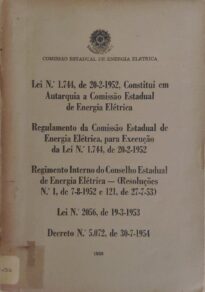 COMISSÃO ESTADUAL DE ENERGIA ELÉTRICA
Lei N.º 1.744, de 20-2-1952, Constitui em
Autarquia a Comissão Estadual
de Energia Elétrica
Regulamento da Comissão Estadual de
Energia Elétrica, para Execução
da Lei N.º 1.744, de 20-2-1952
Regimento Interno do Conselho Estadual
de Energia Elétrica — (Resoluções
N.º 1, de 7-8-1952 e 121, de 27-7-53)
Lei N.º 2056, de 19-3-1953
Decreto N.º 5.072, de 30-7-1954